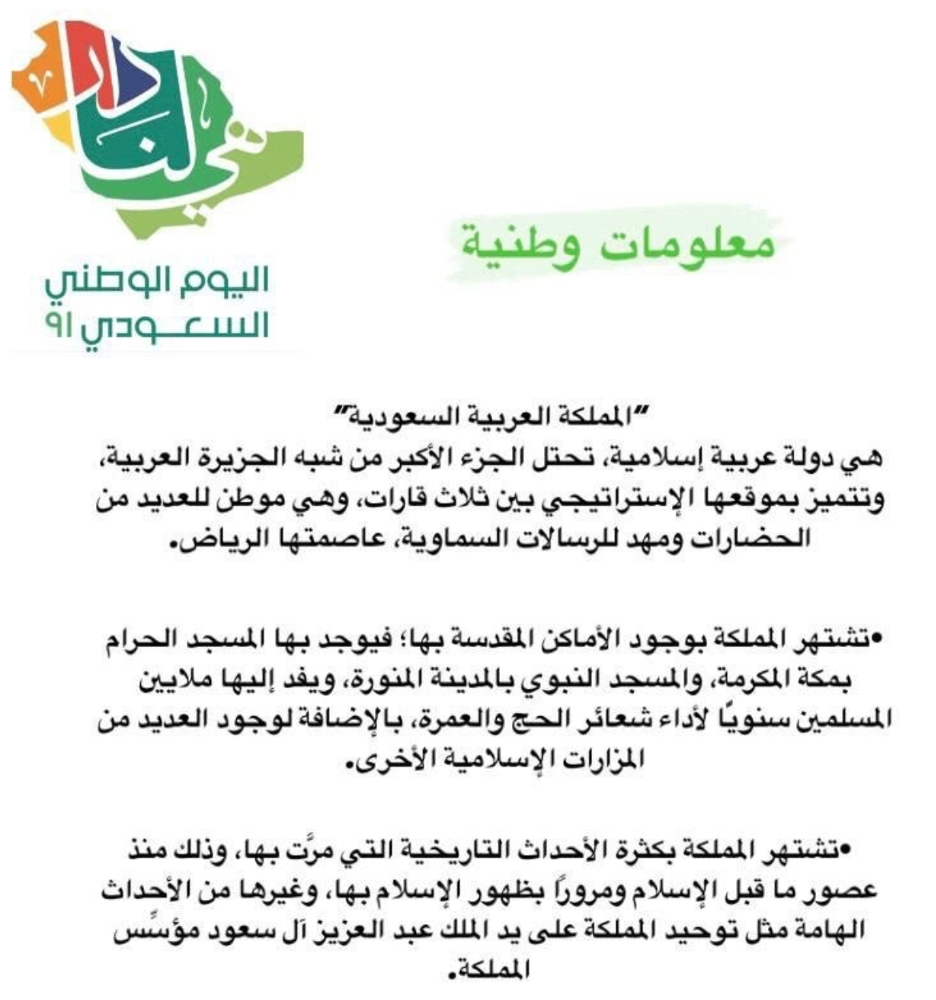 هي لنا دار
اليوم الوطني
السعودي ٩١
معلومات وطنية
"المملكة العربية السعودية"
هي دولة عربية إسلامية، تحتل الجزء الأكبر من شبه الجزيرة العربية،
وتتميز بموقعها الإستراتيجي بين ثلاث قارات، وهي موطن للعديد من
الحضارات ومهد للرسالات السماوية، عاصمتها الرياض.
•تشتهر المملكة بوجود الأماكن المقدسة بها؛ فيوجد بها المسجد الحرام
بمكة المكرمة، والمسجد النبوي بالمدينة المنورة، ويفد إليها ملايين
المسلمين سنويًّا لأداء شعائر الحج والعمرة، بالإضافة لوجود العديد من
المزارات الإسلامية الأخرى.
•تشتهر المملكة بكثرة الأحداث التاريخية التي مرَّت بها، وذلك منذ
عصور ما قبل الإسلام ومرورًا بظهور الإسلام بها، وغيرها من الأحداث
الهامة مثل توحيد المملكة على يد الملك عبد العزيز آل سعود مؤسِّس
المملكة.